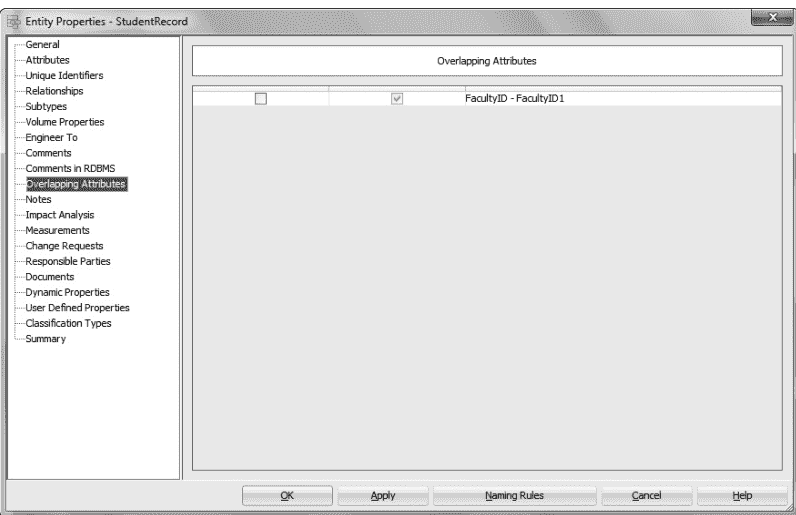 Entity Properties - StudentRecord
General
Attributes
Unique Identifiers
Relationships
Subtypes
Volume Properties
Engineer To
Comments
Comments in RDBMS
Overlapping Attributes
Notes
Impact Analysis
Measurements
Change Requests
Responsible Parties
Documents
Dynamic Properties
User Defined Properties
Classification Types
Summary
Overlapping Attributes
FacultyID - FacultyID1
OK
Apply
Naming Rules
Cancel
Help